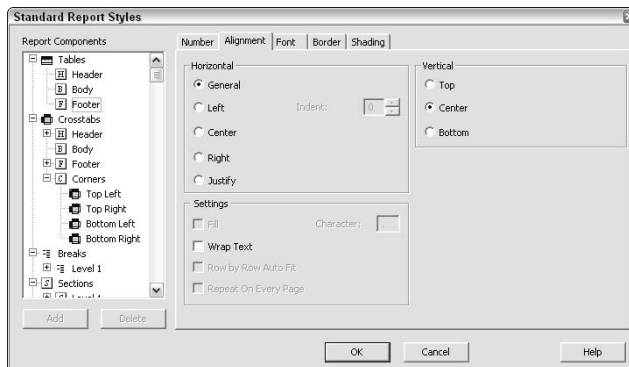 Standard Report Styles
Report Components
Tables
H Header
B Body
F Footer
Crosstabs
H Header
B Body
F Footer
C Corners
Top Left
Top Right
Bottom Left
Bottom Right
Breaks
Level 1
S Sections
Add
Delete
Number
Alignment
Font
Border
Shading
Horizontal
General
Left
Indent:
0
Center
Right
Justify
Vertical
Top
Center
Bottom
Settings
Fill
Character:
.
Wrap Text
Row by Row Auto Fit
Repeat On Every Page
OK
Cancel
Help